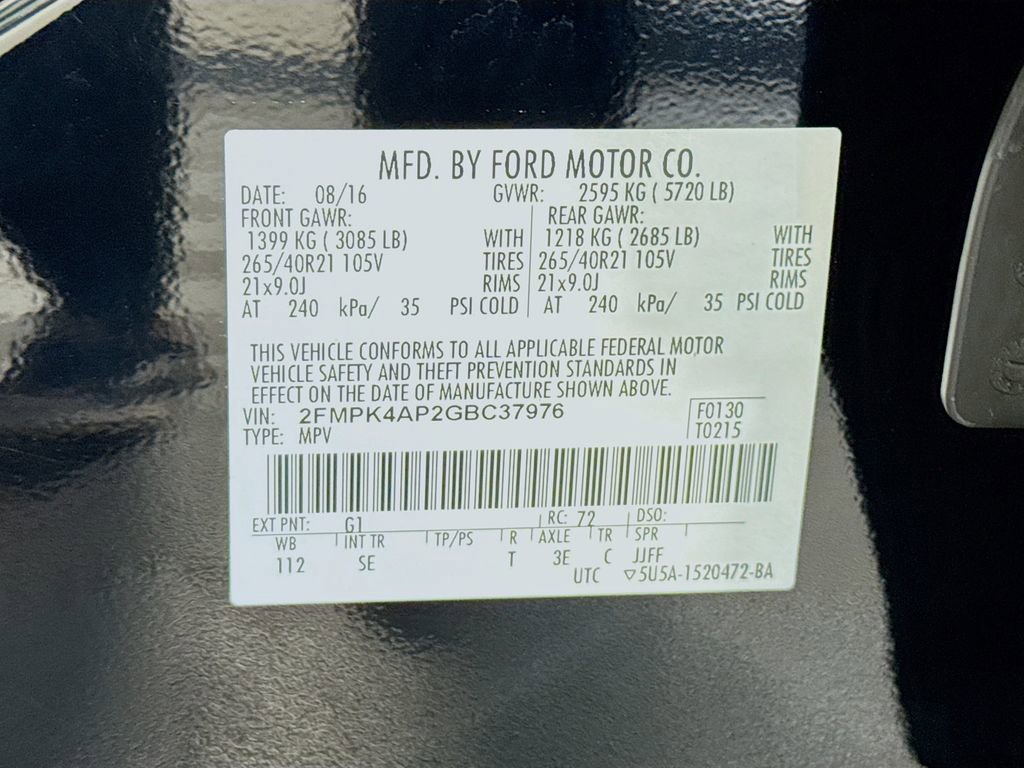 MFD. BY FORD MOTOR CO.
DATE: 08/16 GVWR: 2595 KG ( 5720 LB)
FRONT GAWR: REAR GAWR:
1399 KG ( 3085 LB) WITH 1218 KG ( 2685 LB) WITH
265/40R21 105V TIRES 265/40R21 105V TIRES
21x9.0J RIMS 21x9.0J RIMS
AT 240 kPa/ 35 PSI COLD AT 240 kPa/ 35 PSI COLD
THIS VEHICLE CONFORMS TO ALL APPLICABLE FEDERAL MOTOR
VEHICLE SAFETY AND THEFT PREVENTION STANDARDS IN
EFFECT ON THE DATE OF MANUFACTURE SHOWN ABOVE.
VIN: 2FMPK4AP2GBC37976 F0130
TYPE: MPV T0215
EXT PNT: G1 RC: 72 DSO:
WB INT TR TP/PS R AXLE TR SPR
112 SE T 3E C JJFF
UTC ▽5U5A-1520472-BA